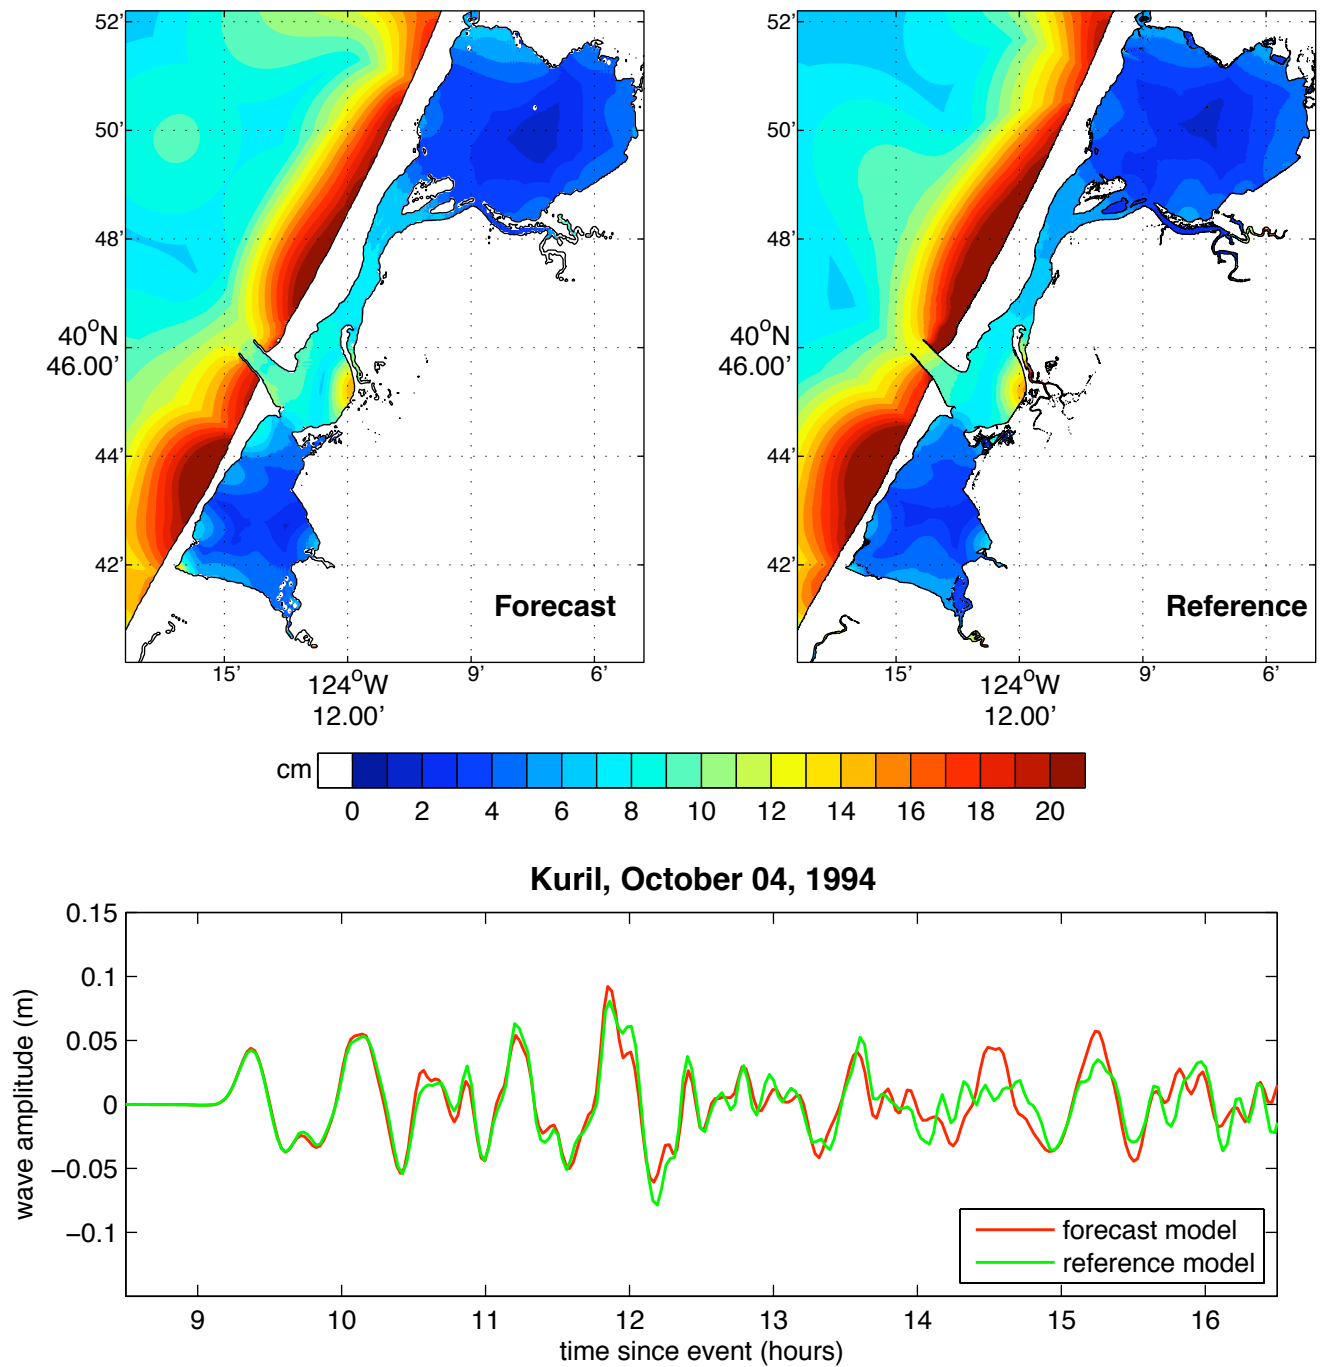 52'
50'
48'
40°N
46.00'
44'
42'
Forecast
15'
124°W
12.00'
9'
6'
52'
50'
48'
40°N
46.00'
44'
42'
Reference
15'
124°W
12.00'
9'
6'
cm
0 2 4 6 8 10 12 14 16 18 20
Kuril, October 04, 1994
wave amplitude (m)
0.15
0.1
0.05
0
−0.05
−0.1
forecast model
reference model
9 10 11 12 13 14 15 16
time since event (hours)